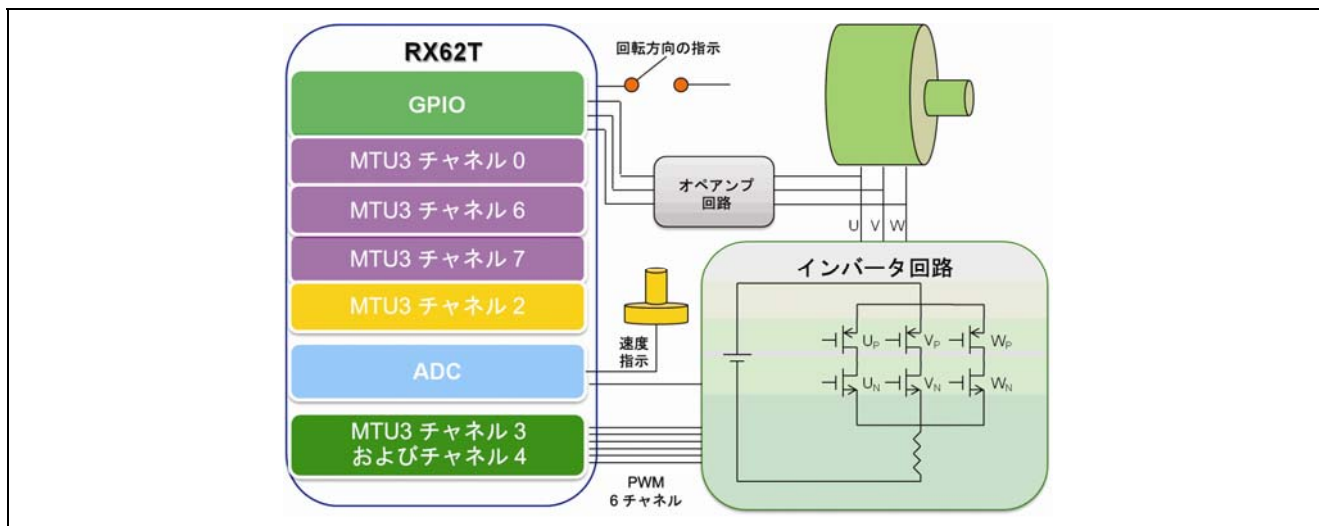 RX62T
GPIO
MTU3 チャネル 0
MTU3 チャネル 6
MTU3 チャネル 7
MTU3 チャネル 2
ADC
MTU3 チャネル 3
およびチャネル 4
回転方向の指示
オペアンプ
回路
U V W
速度
指示
PWM
6 チャネル
インバータ回路
UP VP WP
UN VN WN